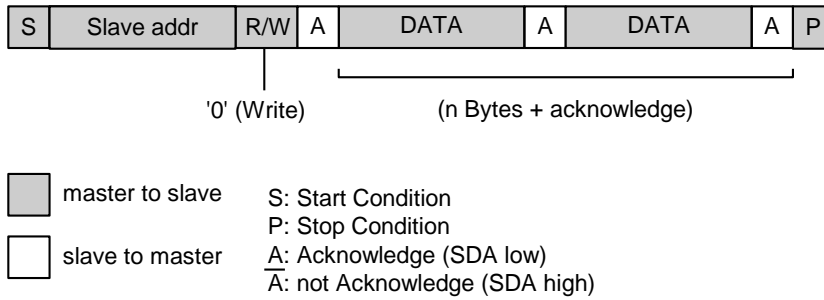 S Slave addr R/W A DATA A DATA A P
'0' (Write) (n Bytes + acknowledge)
master to slave
slave to master
S: Start Condition
P: Stop Condition
A: Acknowledge (SDA low)
A̅: not Acknowledge (SDA high)